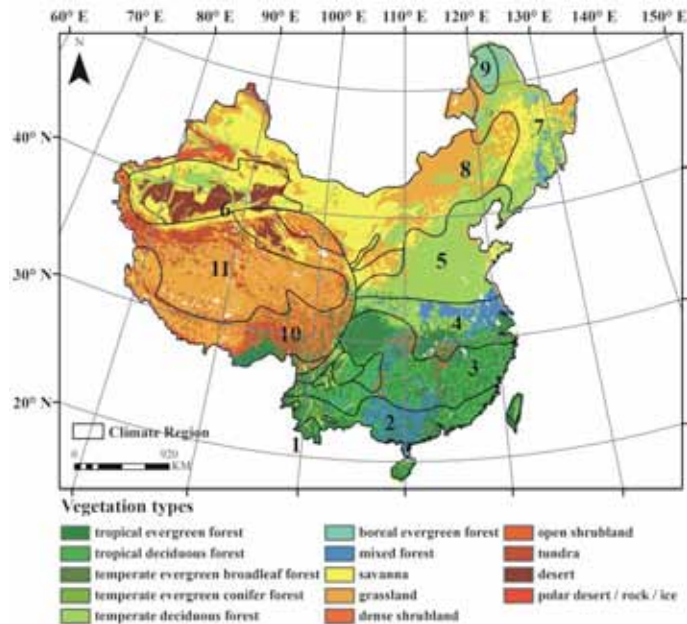 60° E 70° E 80° E 90° E 100° E 110° E 120° E 130° E 140° E 150° E
N
9
40° N
7
8
6
5
30° N
11
4
10
3
20° N
2
Climate Region
1
0 920
KM
Vegetation types
tropical evergreen forest
boreal evergreen forest
open shrubland
tropical deciduous forest
mixed forest
tundra
temperate evergreen broadleaf forest
savanna
desert
temperate evergreen conifer forest
grassland
polar desert / rock / ice
temperate deciduous forest
dense shrubland